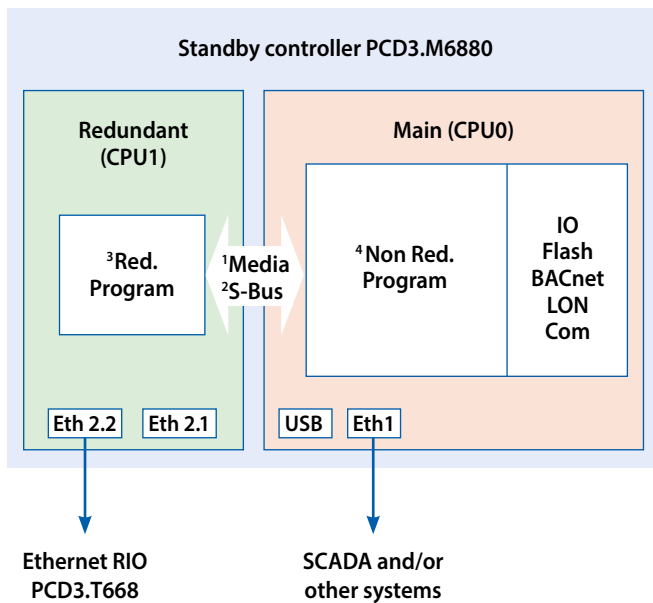 Standby controller PCD3.M6880
Redundant
(CPU1)
Main (CPU0)
³Red.
Program
¹Media
²S-Bus
⁴Non Red.
Program
IO
Flash
BACnet
LON
Com
Eth 2.2
Eth 2.1
USB
Eth1
Ethernet RIO
PCD3.T668
SCADA and/or
other systems